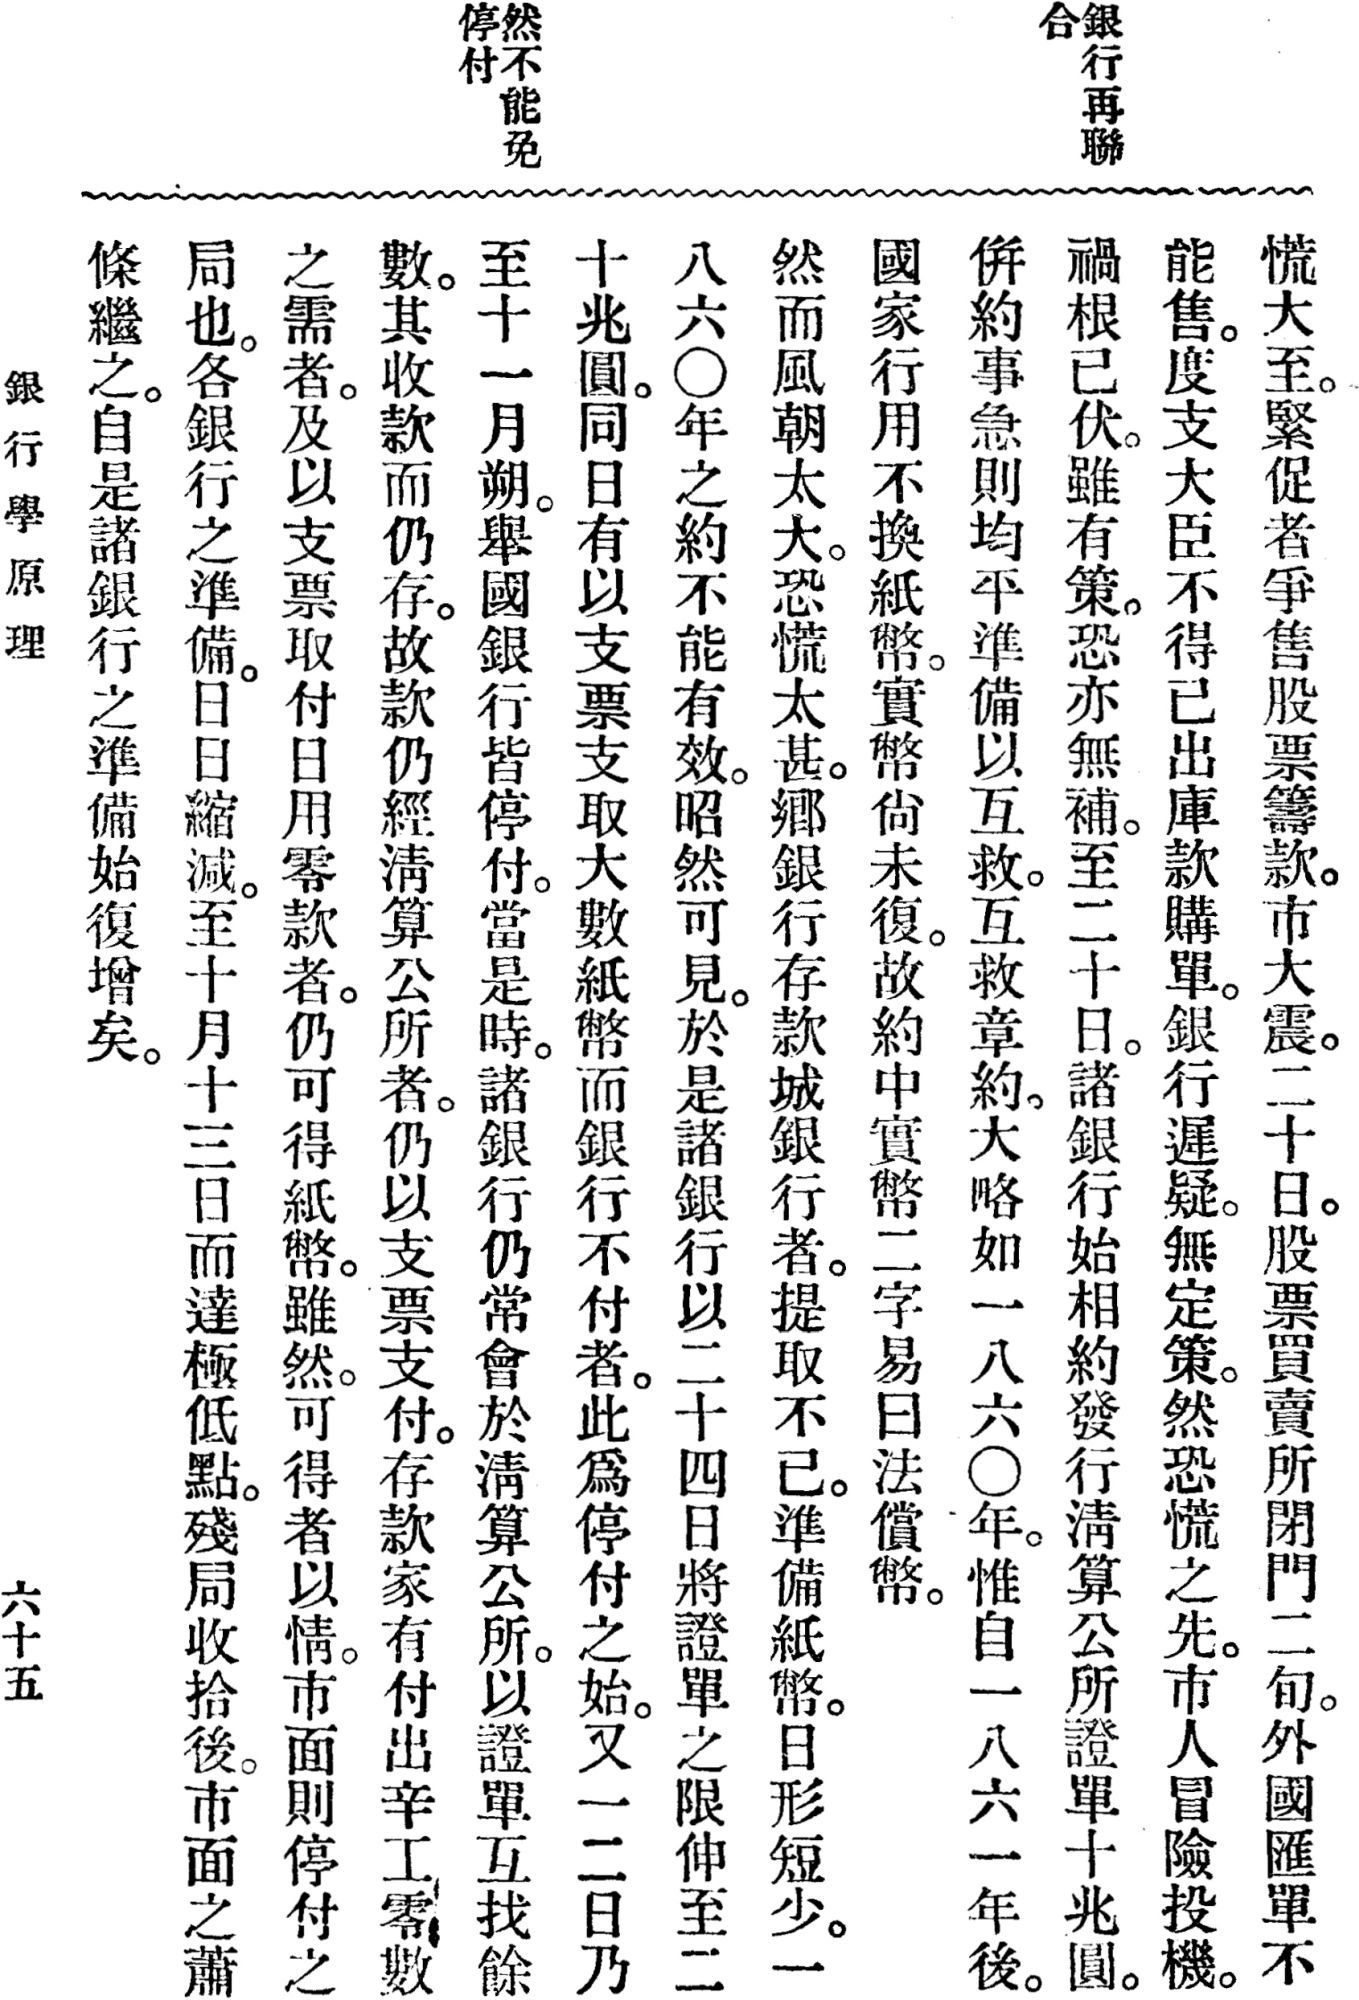 銀行再聯
合
然不能免
停付
慌大至。緊促者爭售股票籌款。市大震。二十日。股票買賣所閉門二旬。外國匯單不
能售。度支大臣不得已出庫款購單。銀行遲疑。無定策。然恐慌之先。市人冒險投機。
禍根已伏。雖有策。恐亦無補。至二十日。諸銀行始相約發行淸算公所證單十兆圓。
併約事急則均平準備以互救。互救章約。大略如一八六〇年。惟自一八六一年後。
國家行用不換紙幣。實幣尙未復。故約中實幣二字易曰法償幣。
然而風朝太大。恐慌太甚。鄉銀行存款城銀行者。提取不已。準備紙幣。日形短少。一
八六〇年之約不能有效。昭然可見。於是諸銀行以二十四日將證單之限伸至二
十兆圓。同日有以支票支取大數紙幣而銀行不付者。此爲停付之始。又一二日乃
至十一月朔。舉國銀行皆停付。當是時。諸銀行仍常會於淸算公所。以證單互找餘
數。其收款而仍存。故款仍經淸算公所者。仍以支票支付。存款家有付出辛工零數
之需者。及以支票取付日用零款者。仍可得紙幣。雖然。可得者以情。市面則停付之
局也。各銀行之準備。日日縮減。至十月十三日而達極低點。殘局收拾後。市面之蕭
條繼之。自是諸銀行之準備始復增矣。
銀行學原理
六十五